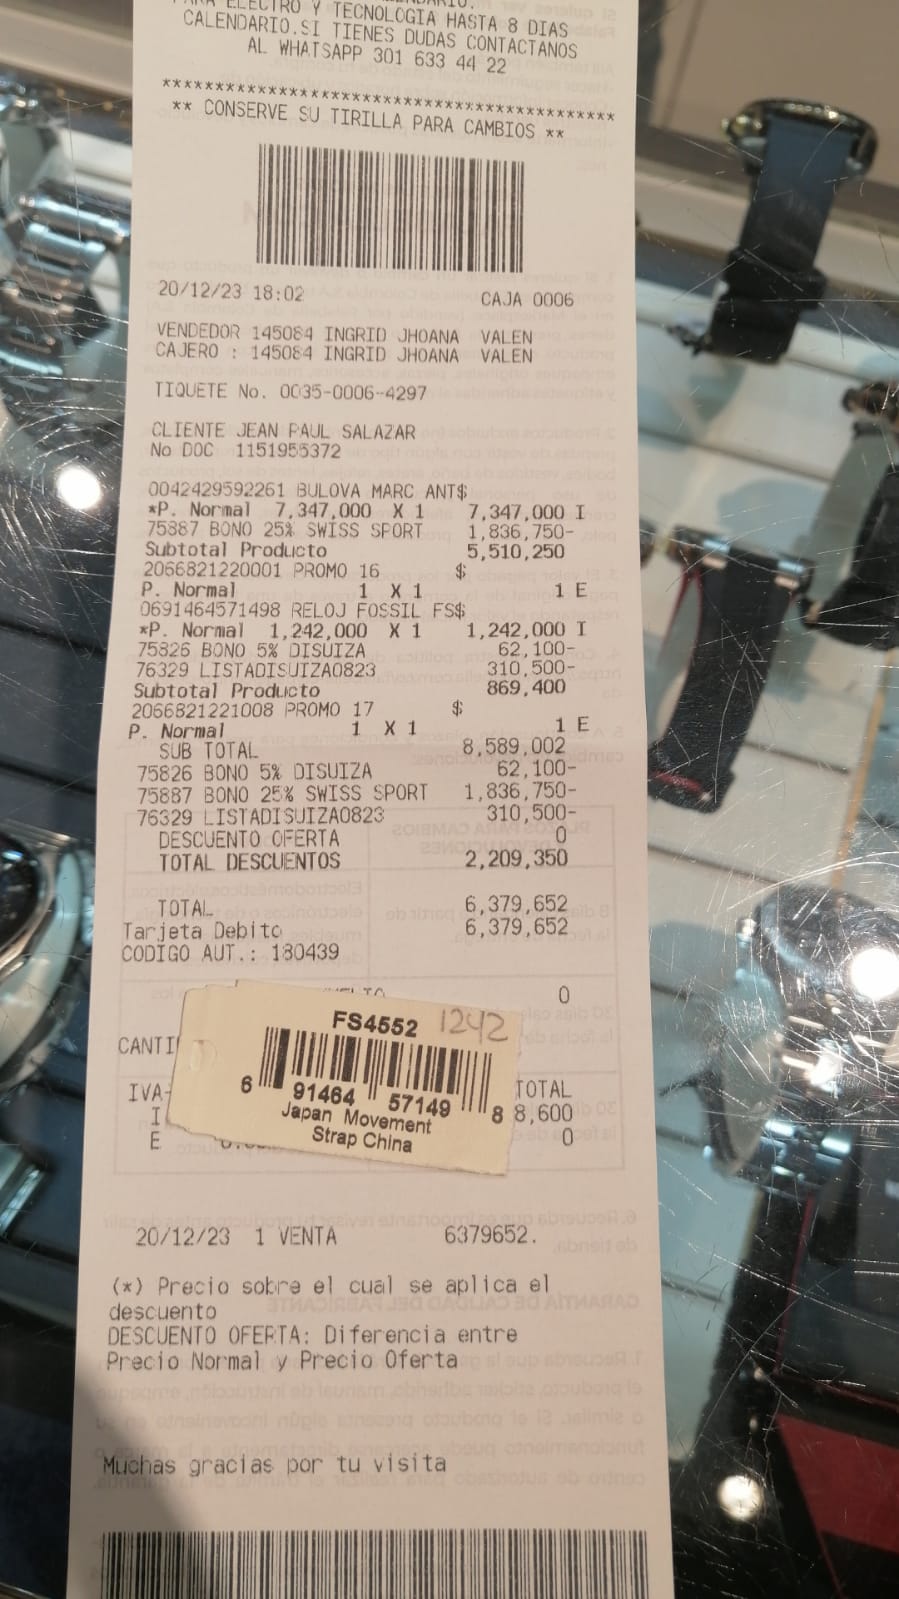 PARA ELECTRO Y TECNOLOGIA HASTA 8 DIAS
CALENDARIO.SI TIENES DUDAS CONTACTANOS
AL WHATSAPP 301 633 44 22
******************************************
** CONSERVE SU TIRILLA PARA CAMBIOS **
20/12/23 18:02 CAJA 0006
VENDEDOR 145084 INGRID JHOANA VALEN
CAJERO : 145084 INGRID JHOANA VALEN
TIQUETE No. 0035-0006-4297
CLIENTE JEAN PAUL SALAZAR
No DOC 1151955372
0042429592261 BULOVA MARC ANT$
*P. Normal 7,347,000 X 1 7,347,000 I
75887 BONO 25% SWISS SPORT 1,836,750-
Subtotal Producto 5,510,250
2066821220001 PROMO 16 $
P. Normal 1 X 1 1 E
0691464571498 RELOJ FOSSIL FS$
*P. Normal 1,242,000 X 1 1,242,000 I
75826 BONO 5% DISUIZA 62,100-
76329 LISTADISUIZA0823 310,500-
Subtotal Producto 869,400
2066821221008 PROMO 17 $
P. Normal 1 X 1 1 E
SUB TOTAL 8,589,002
75826 BONO 5% DISUIZA 62,100-
75887 BONO 25% SWISS SPORT 1,836,750-
76329 LISTADISUIZA0823 310,500-
DESCUENTO OFERTA 0
TOTAL DESCUENTOS 2,209,350
TOTAL 6,379,652
Tarjeta Debito 6,379,652
CODIGO AUT.: 180439
0
FS4552 1242
CANTI
6 91464 57149 8
Japan Movement
Strap China
IVA- TOTAL
I 8,600
E 0
20/12/23 1 VENTA 6379652.
(*) Precio sobre el cual se aplica el
descuento
DESCUENTO OFERTA: Diferencia entre
Precio Normal y Precio Oferta
Muchas gracias por tu visita